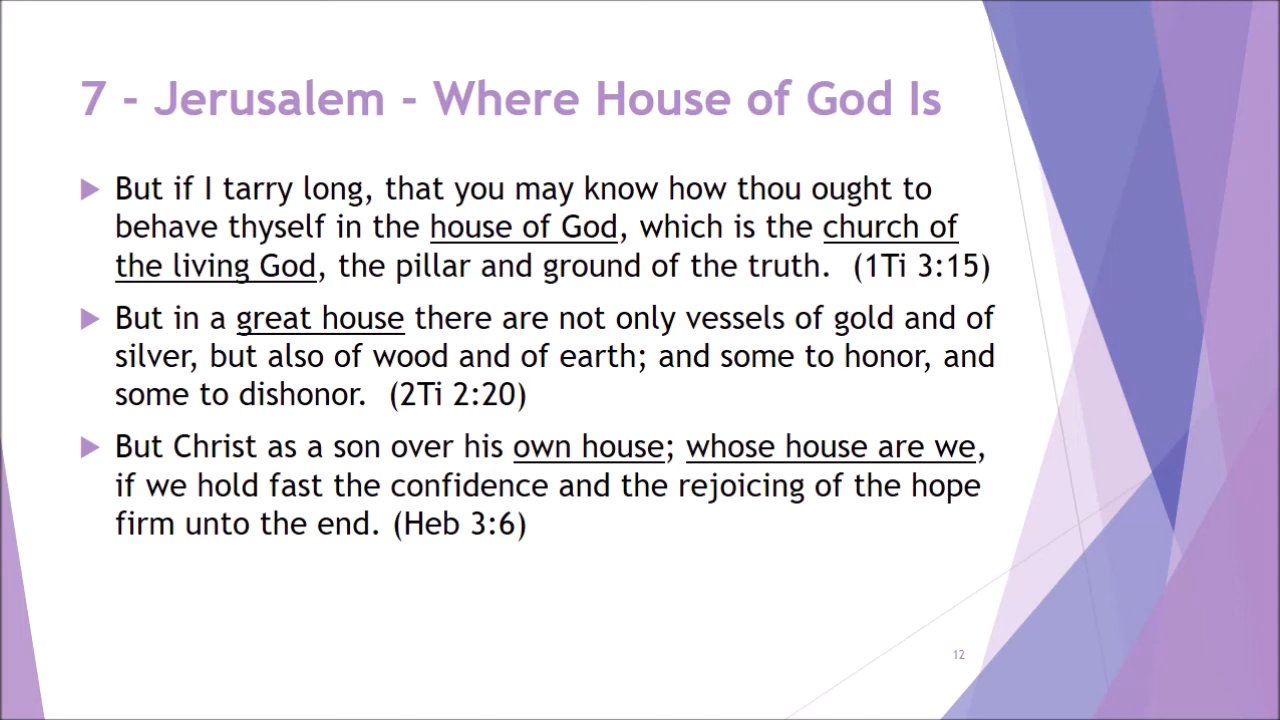 7 - Jerusalem - Where House of God Is
But if I tarry long, that you may know how thou ought to
behave thyself in the house of God, which is the church of
the living God, the pillar and ground of the truth.  (1Ti 3:15)
But in a great house there are not only vessels of gold and of
silver, but also of wood and of earth; and some to honor, and
some to dishonor.  (2Ti 2:20)
But Christ as a son over his own house; whose house are we,
if we hold fast the confidence and the rejoicing of the hope
firm unto the end. (Heb 3:6)
12